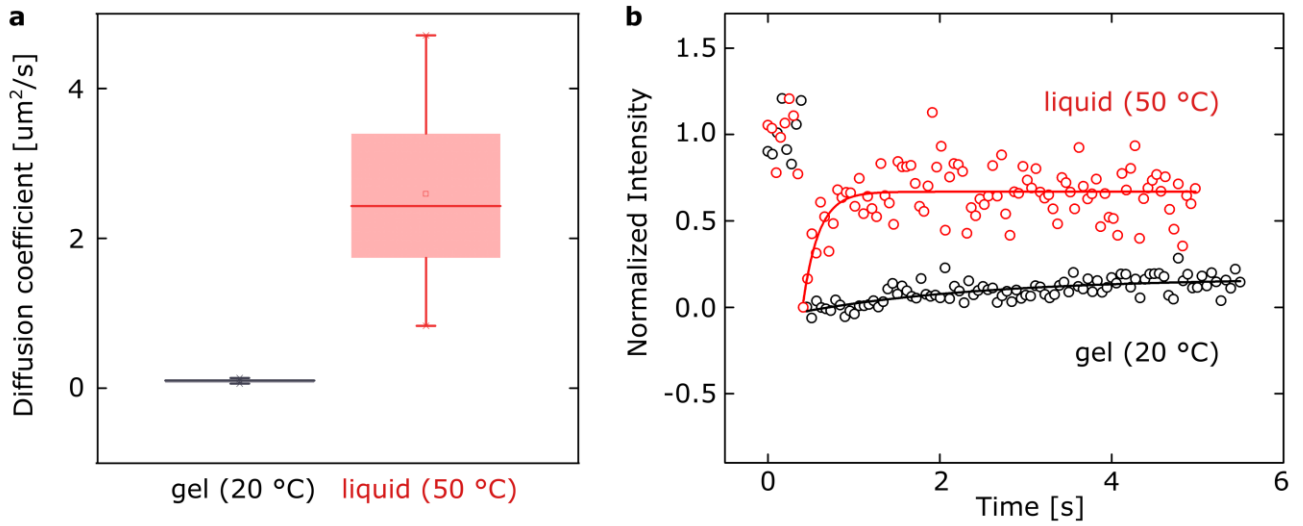 a
Diffusion coefficient [um²/s]
4
2
0
gel (20 °C)
liquid (50 °C)
b
Normalized Intensity
1.5
1.0
0.5
0.0
-0.5
liquid (50 °C)
gel (20 °C)
0
2
4
6
Time [s]